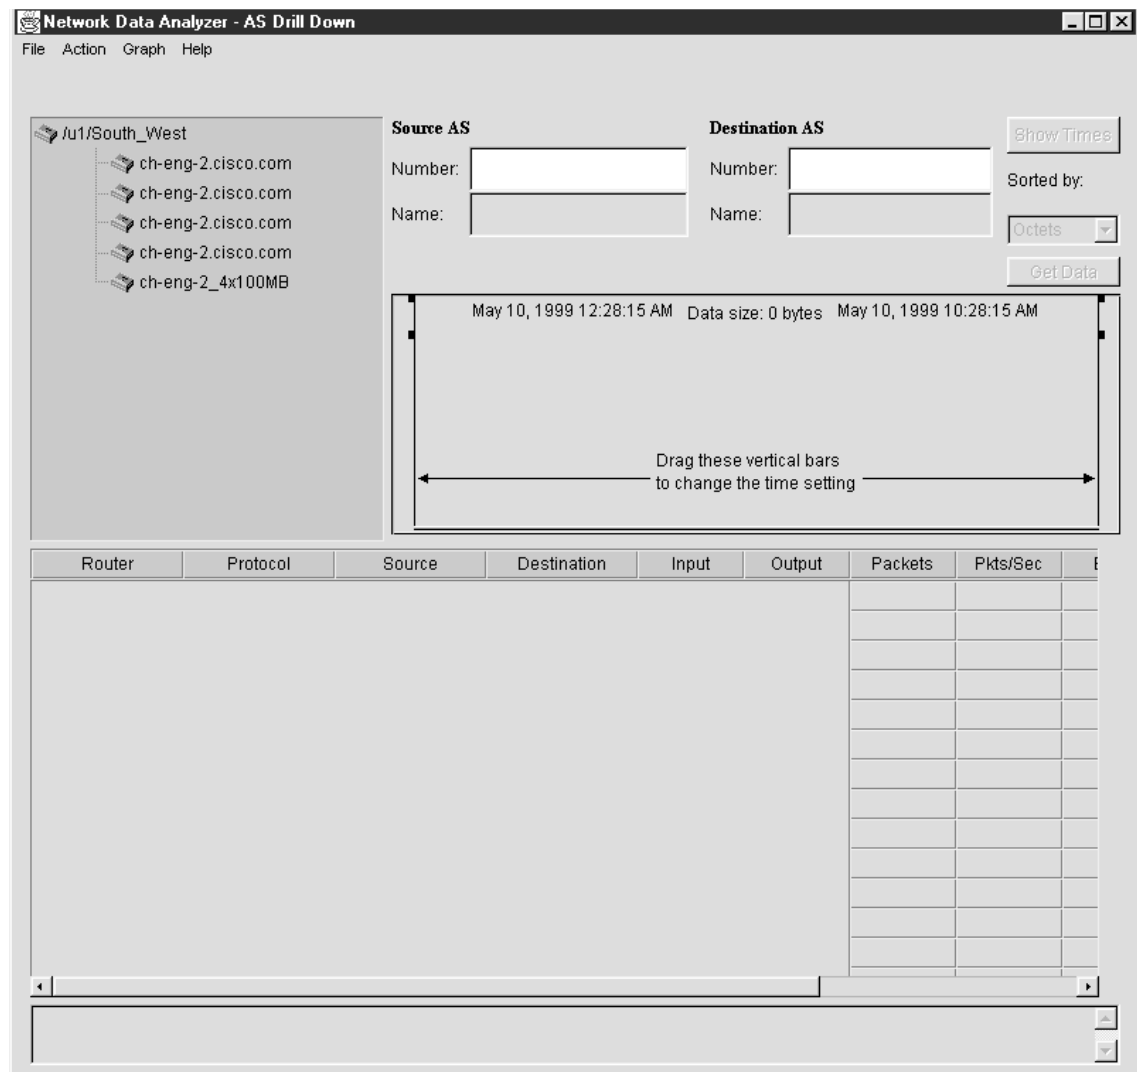 Network Data Analyzer - AS Drill Down
File Action Graph Help
/u1/South_West
ch-eng-2.cisco.com
ch-eng-2.cisco.com
ch-eng-2.cisco.com
ch-eng-2.cisco.com
ch-eng-2_4x100MB
Source AS
Number:
Name:
Destination AS
Number:
Name:
Show Times
Sorted by:
Octets
Get Data
May 10, 1999 12:28:15 AM Data size: 0 bytes May 10, 1999 10:28:15 AM
Drag these vertical bars
to change the time setting
Router Protocol Source Destination Input Output Packets Pkts/Sec